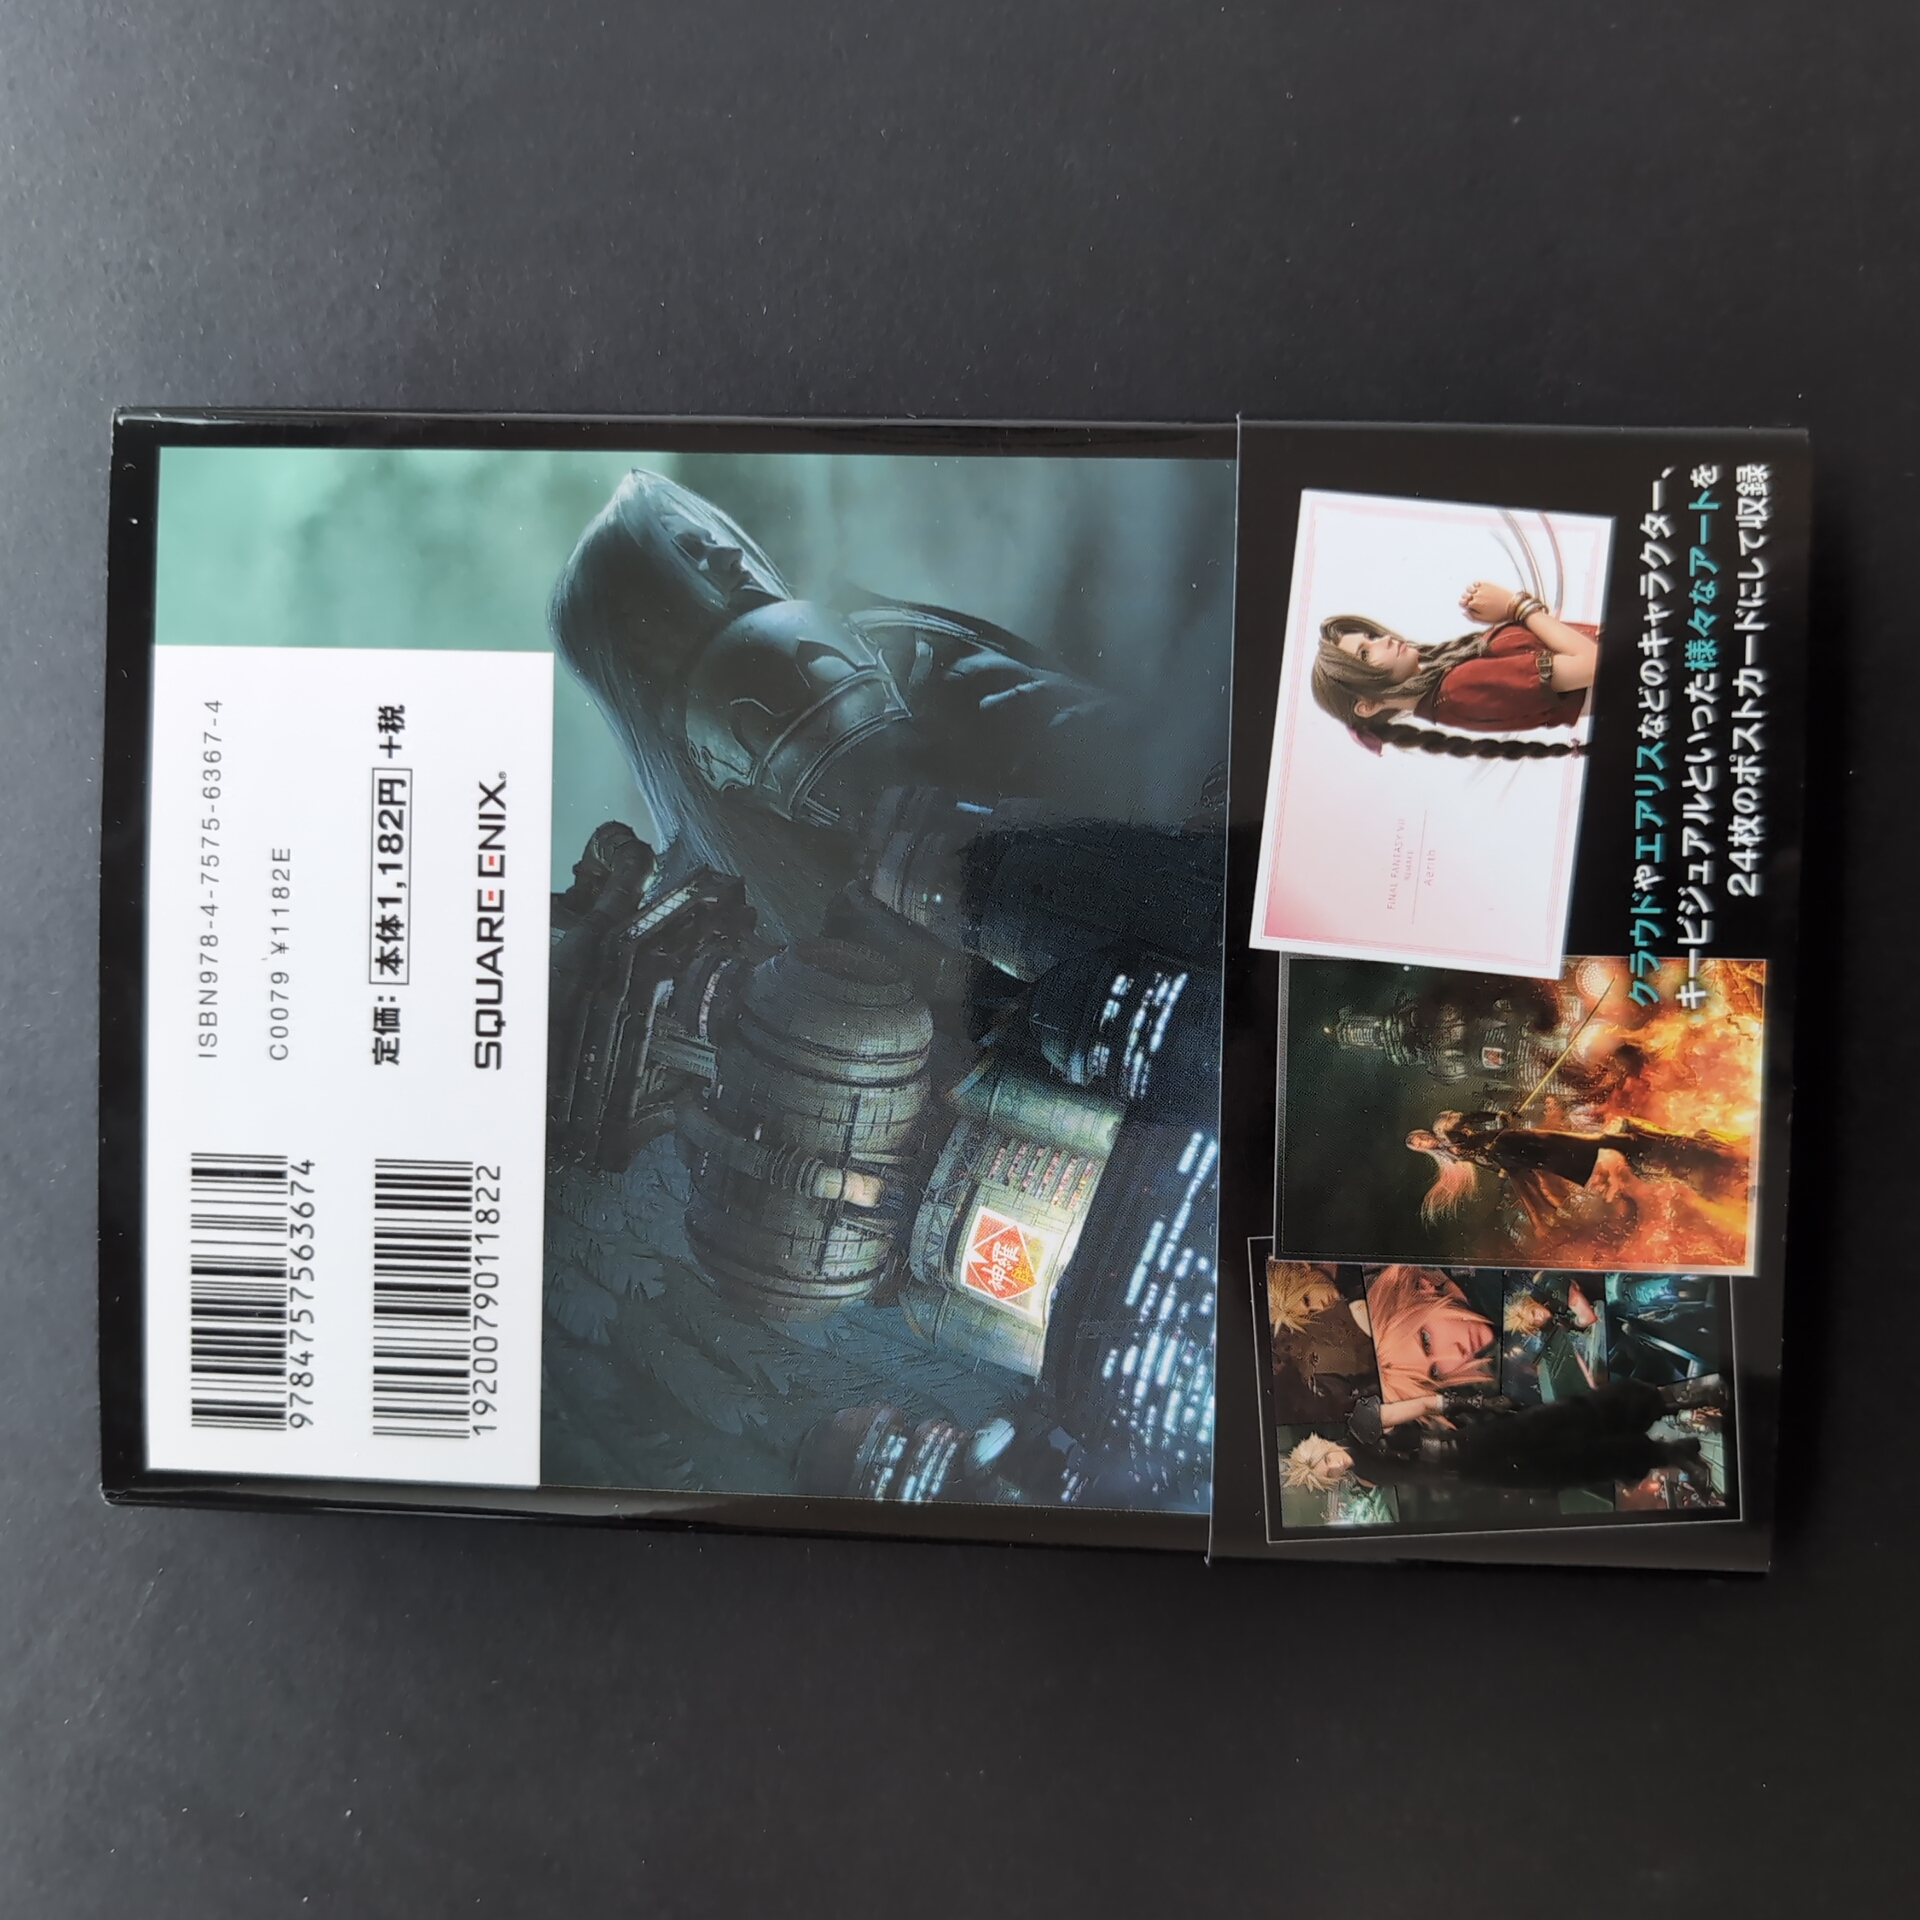 ISBN978-4-7575-6367-4
9784757563674
C0079 ¥1182E
定価: 本体1,182円 +税
1920079011822
SQUARE ENIX®
神羅
FINAL FANTASY VII
REMAKE
Aerith
クラウドやエアリスなどのキャラクター、
キービジュアルといった様々なアートを
24枚のポストカードにして収録